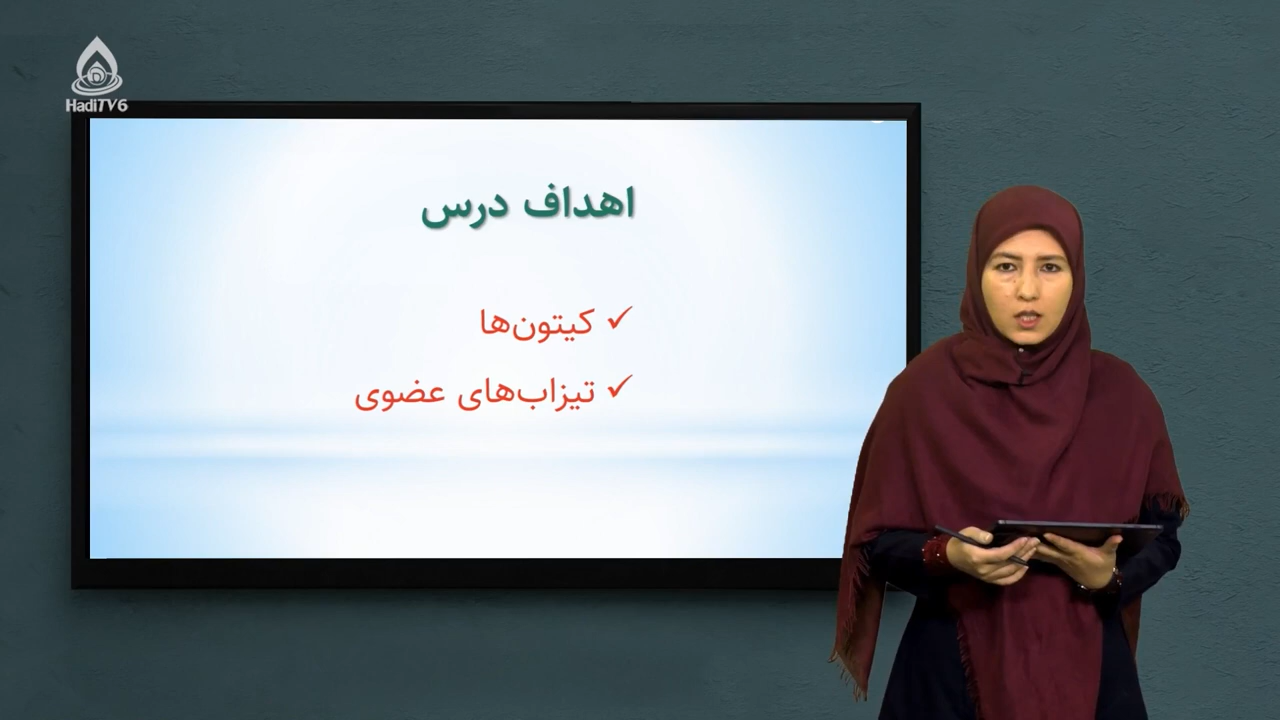 HadiTV6
اهداف درس
✓ کیتون‌ها
✓ تیزاب‌های عضوی